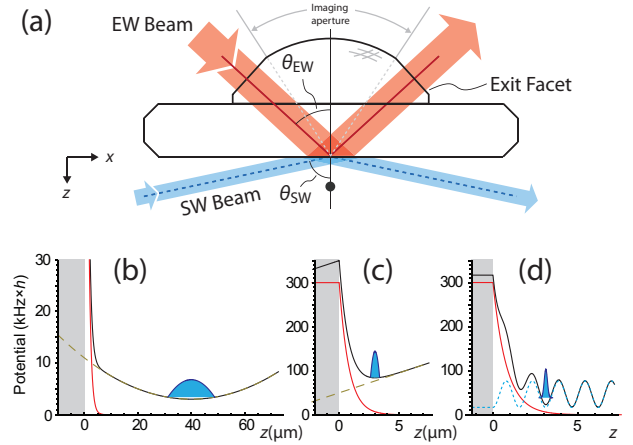 (a)
EW Beam
Imaging
aperture
θEW
Exit Facet
x
z
θSW
SW Beam
(b)
(c)
(d)
Potential (kHz×h)
30
20
10
0
0
20
40
60
z(μm)
300
200
100
0
0
5
z(μm)
300
200
100
0
0
5
z